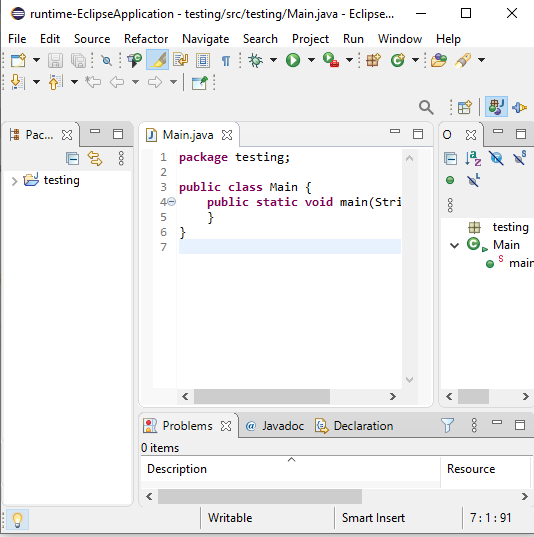 runtime-EclipseApplication - testing/src/testing/Main.java - Eclipse...
File Edit Source Refactor Navigate Search Project Run Window Help
Pac...
testing
Main.java
1 package testing;
2
3 public class Main {
4 public static void main(Stri
5 }
6 }
7
O
testing
Main
main
Problems @ Javadoc Declaration
0 items
Description Resource
Writable Smart Insert 7 : 1 : 91